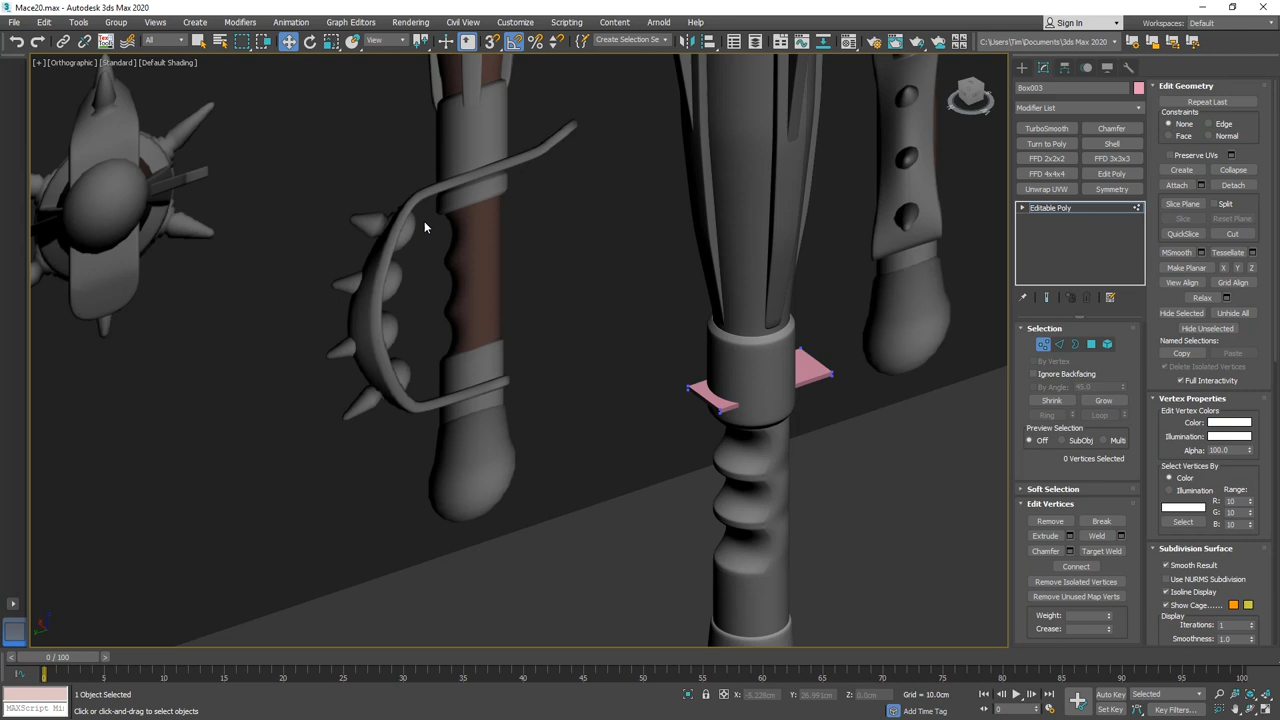 Mace20.max - Autodesk 3ds Max 2020
File Edit Tools Group Views Create Modifiers Animation Graph Editors Rendering Civil View Customize Scripting Content Arnold Help
Sign In Workspaces: Default
All View Create Selection Se C:\Users\Tim\Documents\3ds Max 2020
[+] [Orthographic] [Standard] [Default Shading]
Box003
Modifier List
TurboSmooth Chamfer
Turn to Poly Shell
FFD 2x2x2 FFD 3x3x3
FFD 4x4x4 Edit Poly
Unwrap UVW Symmetry
Editable Poly
Selection
By Vertex
Ignore Backfacing
By Angle: 45.0
Shrink Grow
Ring Loop
Preview Selection
Off SubObj Multi
0 Vertices Selected
Soft Selection
Edit Vertices
Remove Break
Extrude Weld
Chamfer Target Weld
Connect
Remove Isolated Vertices
Remove Unused Map Verts
Weight:
Crease:
Edit Geometry
Repeat Last
Constraints
None Edge
Face Normal
Preserve UVs
Create Collapse
Attach Detach
Slice Plane Split
Slice Reset Plane
QuickSlice Cut
MSmooth Tessellate
Make Planar X Y Z
View Align Grid Align
Relax
Hide Selected Unhide All
Hide Unselected
Named Selections:
Copy Paste
Delete Isolated Vertices
Full Interactivity
Vertex Properties
Edit Vertex Colors
Color:
Illumination:
Alpha: 100.0
Select Vertices By
Color
Illumination Range:
R: 10
G: 10
Select B: 10
Subdivision Surface
Smooth Result
Use NURMS Subdivision
Isoline Display
Show Cage......
Display
Iterations: 1
Smoothness: 1.0
0 / 100
0 5 10 15 20 25 30 35 40 45 50 55 60 65 70 75 80 85 90 95 100
1 Object Selected
X: -5.228cm Y: 26.991cm Z: 0.0cm Grid = 10.0cm
Auto Key Selected
MAXScript Mi
Click or click-and-drag to select objects
Add Time Tag
0
Set Key Key Filters...